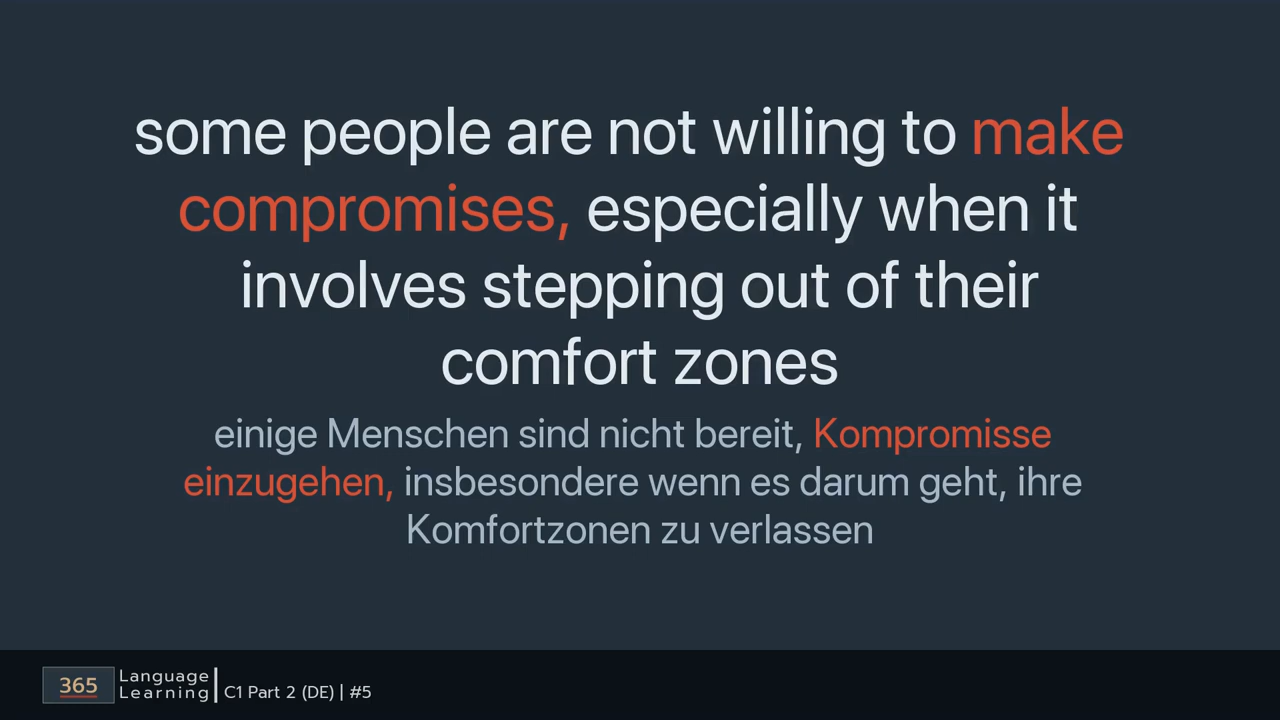 some people are not willing to make
compromises, especially when it
involves stepping out of their
comfort zones
einige Menschen sind nicht bereit, Kompromisse
einzugehen, insbesondere wenn es darum geht, ihre
Komfortzonen zu verlassen
365 Language
Learning
C1 Part 2 (DE) | #5